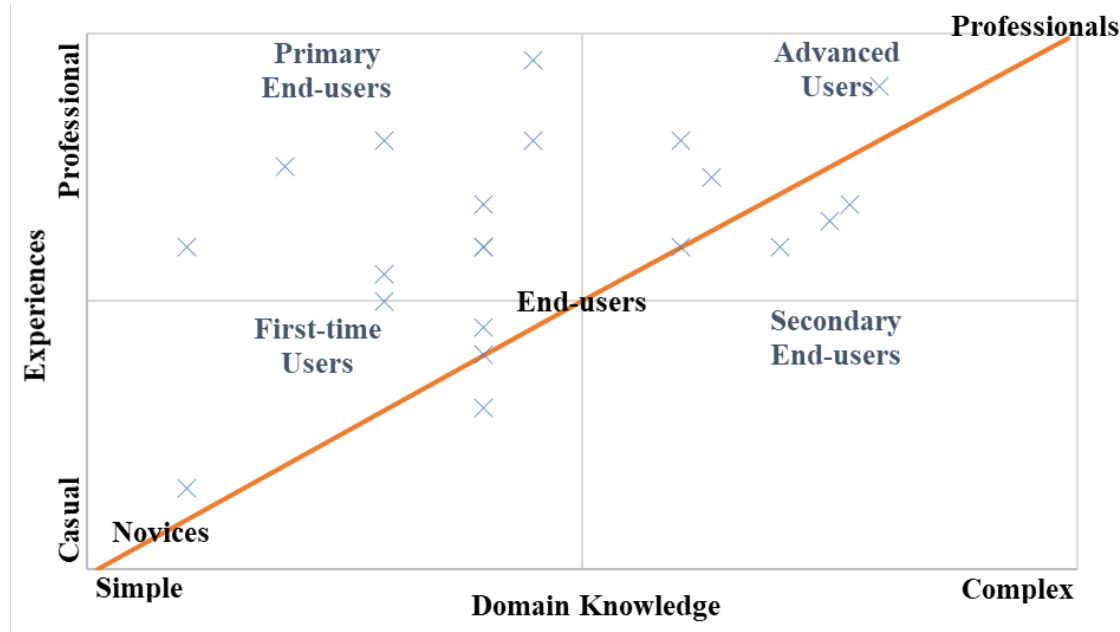 Professionals
Primary
End-users
Advanced
Users
Professional
Experiences
Casual
End-users
First-time
Users
Secondary
End-users
Novices
Simple
Domain Knowledge
Complex